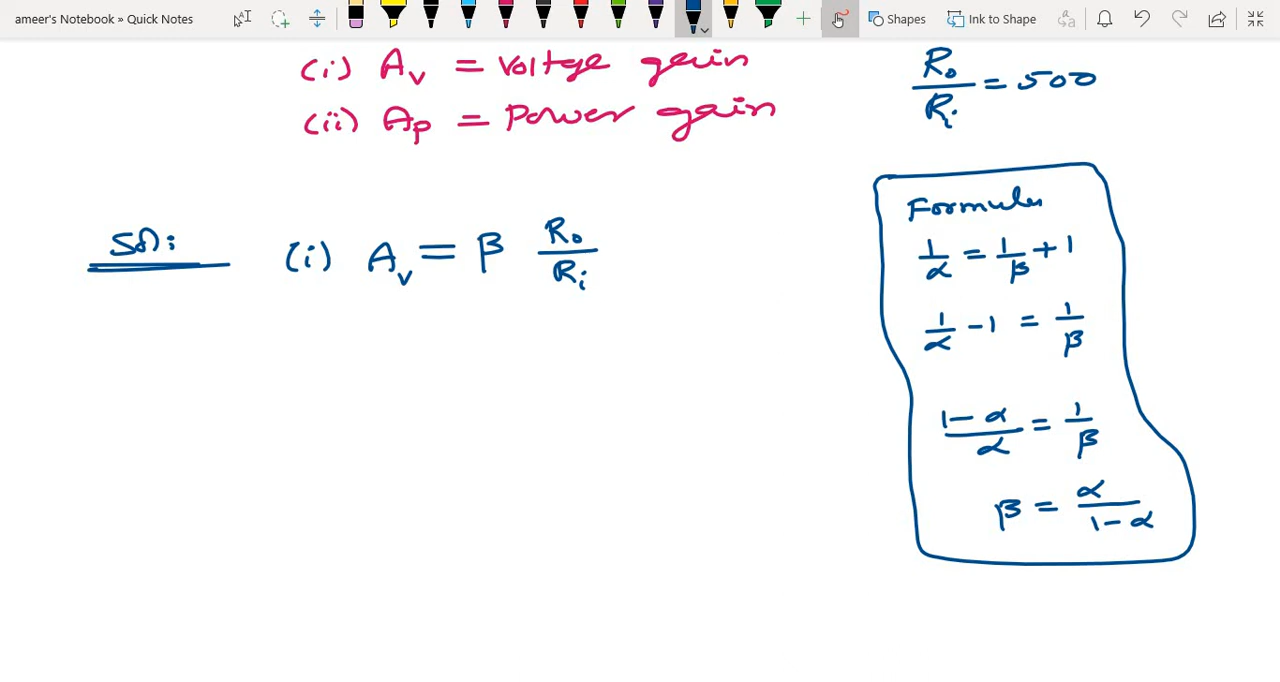 ameer's Notebook » Quick Notes
Shapes
Ink to Shape
(i) Av = Voltge gain
(ii) Ap = Power gain
Ro/Ri = 500
Sol:
(i) Av = β Ro/Ri
Formules
1/α = 1/β + 1
1/α - 1 = 1/β
1-α/α = 1/β
β = α/1-α